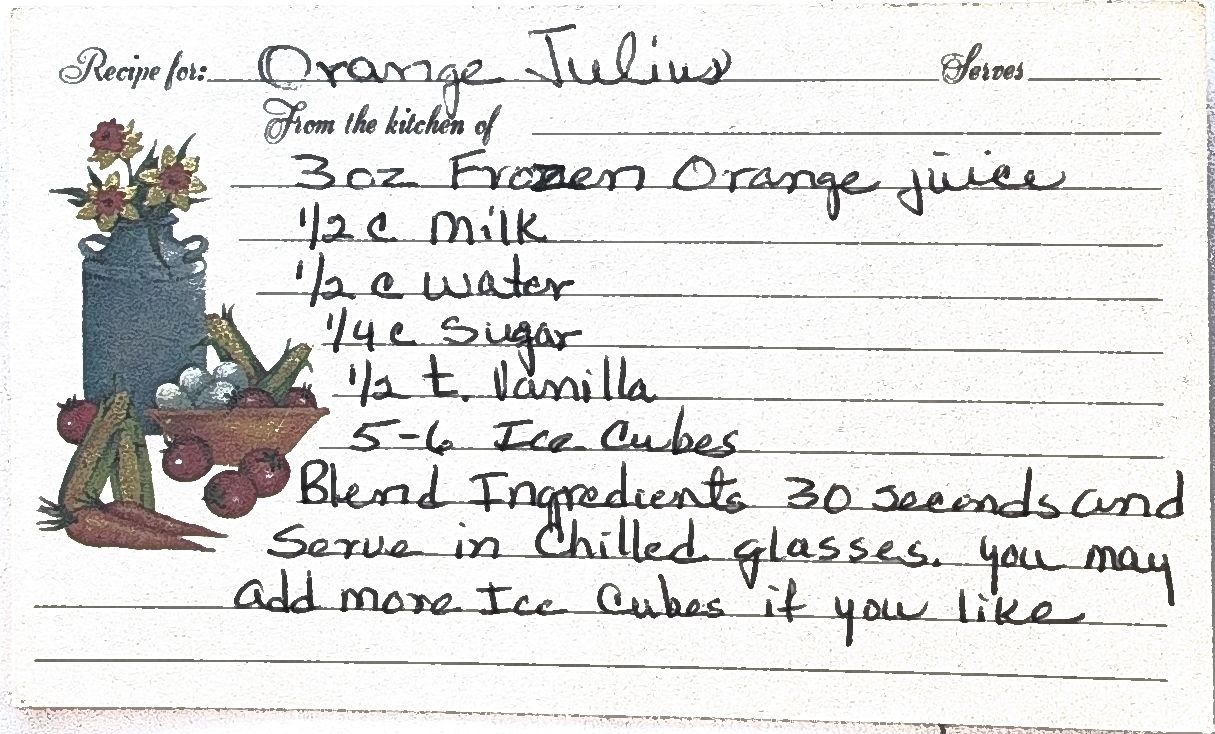 Recipe for: Orange Julius Serves
From the kitchen of
3 oz Frozen Orange juice
1/2 c milk
1/2 c water
1/4 c Sugar
1/2 t. Vanilla
5-6 Ice Cubes
Blend Ingredients 30 seconds and
Serve in Chilled glasses. you may
add more Ice Cubes if you like